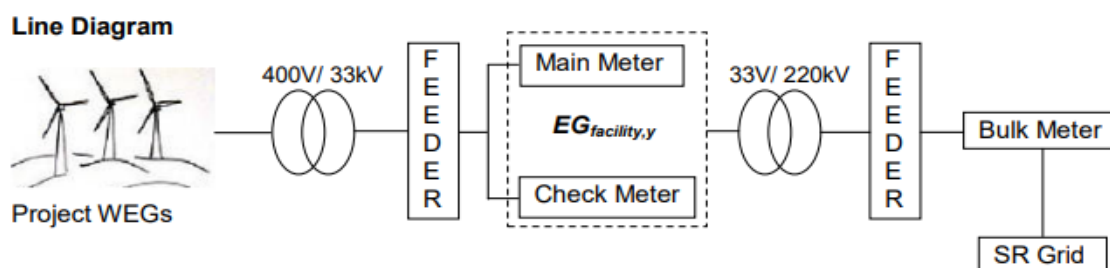 Line Diagram
400V/ 33kV
FEEDER
Main Meter
EGfacility,y
Check Meter
33V/ 220kV
FEEDER
Bulk Meter
SR Grid
Project WEGs